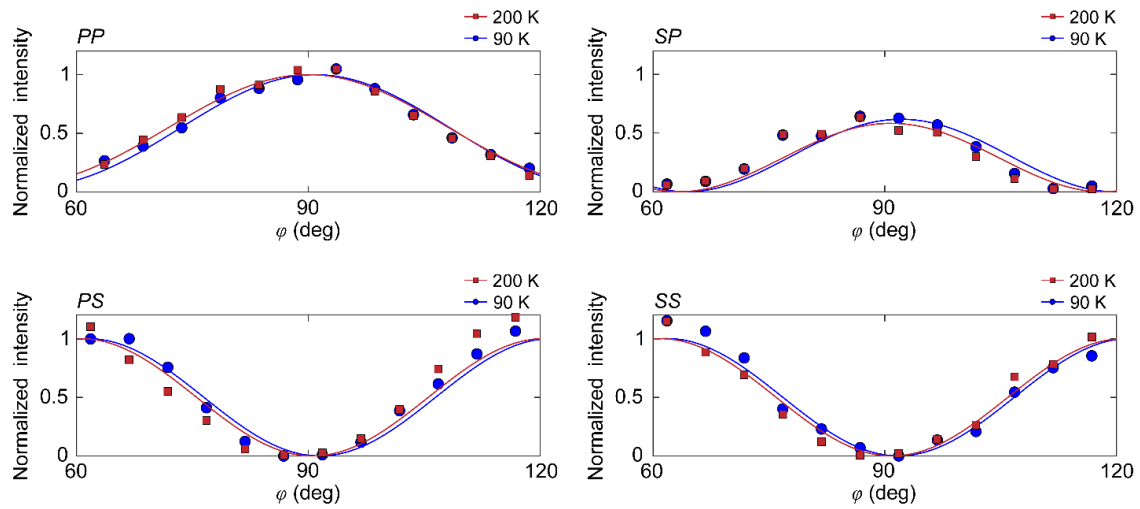 PP
200 K
90 K
Normalized intensity
1
0.5
0
60
90
120
φ (deg)
SP
200 K
90 K
Normalized intensity
1
0.5
0
60
90
120
φ (deg)
PS
200 K
90 K
Normalized intensity
1
0.5
0
60
90
120
φ (deg)
SS
200 K
90 K
Normalized intensity
1
0.5
0
60
90
120
φ (deg)